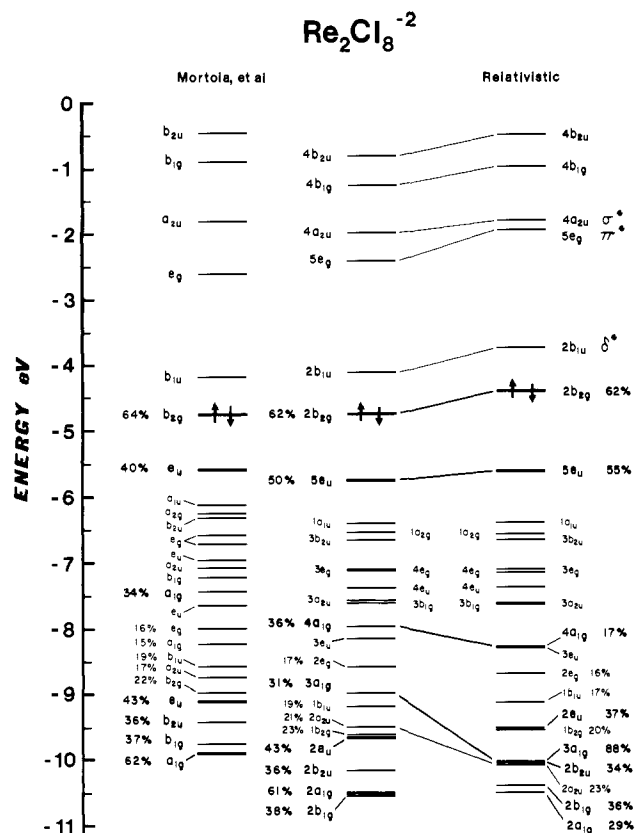 Re2Cl8-2
Mortola, et al
Relativistic
ENERGY eV
0
-1
-2
-3
-4
-5
-6
-7
-8
-9
-10
-11
b2u
b1g
a2u
eg
b1u
64% b2g
40% eu
a1u
a2g
b2u
eg
eu
a2u
b1g
34% a1g
eu
16% eg
15% a1g
19% b1u
17% a2u
22% b2g
43% eu
36% b2u
37% b1g
62% a1g
4b2u
4b1g
4a2u
5eg
2b1u
62% 2b2g
50% 5eu
1a1u
1a2g
3b2u
3eg
4eg
4eu
3a2u
3b1g
36% 4a1g
3eu
17% 2eg
31% 3a1g
19% 1b1u
21% 2a2u
23% 1b2g
43% 2eu
36% 2b2u
61% 2a1g
38% 2b1g
4b2u
4b1g
4a2u σ*
5eg π*
2b1u δ*
2b2g 62%
5eu 55%
1a1u
1a2g
3b2u
4eg
3eg
4eu
3b1g
3a2u
4a1g 17%
3eu
2eg 16%
1b1u 17%
2eu 37%
1b2g 20%
3a1g 88%
2b2u 34%
2a2u 23%
2b1g 36%
2a1g 29%